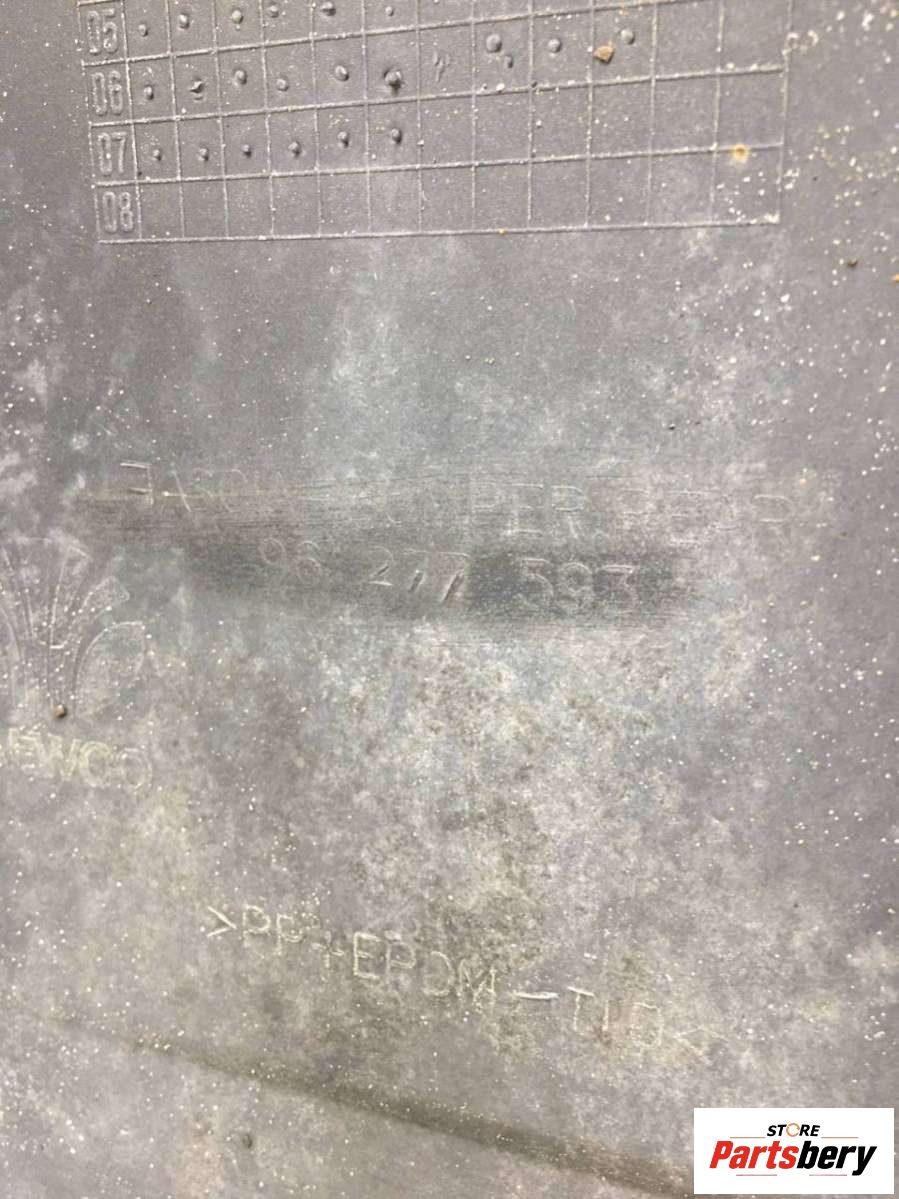 05
06
07
08
96 277 593
EWOO
>PP+EPDM-T10<
STORE
Partsbery